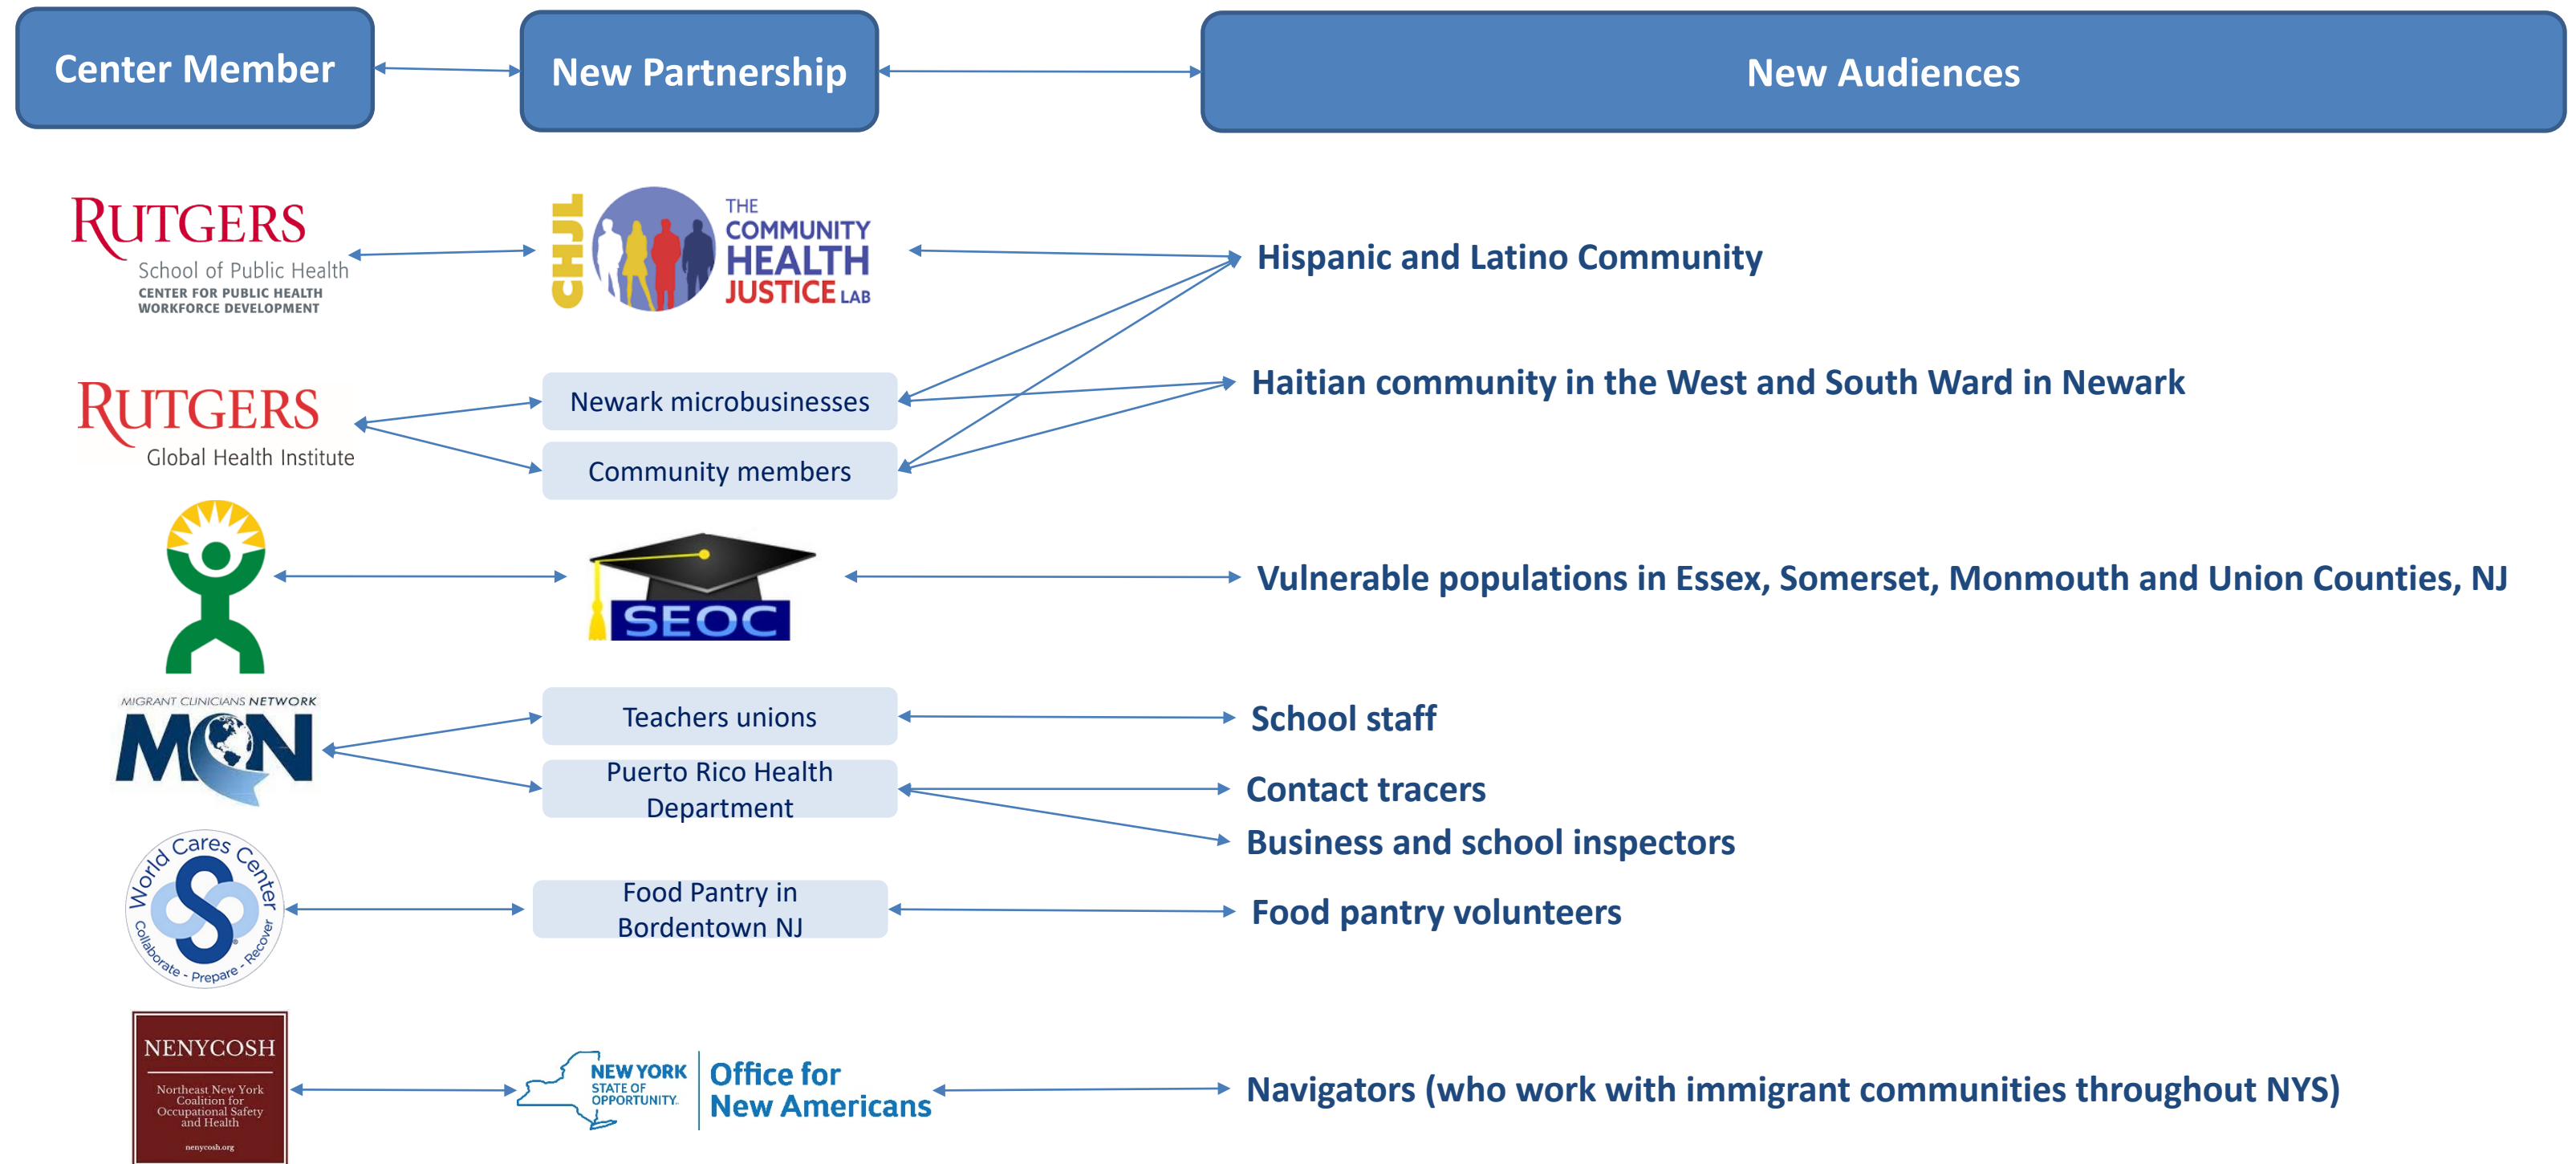 Center Member
New Partnership
New Audiences
RUTGERS
School of Public Health
CENTER FOR PUBLIC HEALTH
WORKFORCE DEVELOPMENT
CHJL
THE
COMMUNITY
HEALTH
JUSTICE LAB
Hispanic and Latino Community
RUTGERS
Global Health Institute
Newark microbusinesses
Community members
Haitian community in the West and South Ward in Newark
SEOC
Vulnerable populations in Essex, Somerset, Monmouth and Union Counties, NJ
MIGRANT CLINICIANS NETWORK
MCN
Teachers unions
School staff
Puerto Rico Health
Department
Contact tracers
Business and school inspectors
World Cares Center
Collaborate - Prepare - Recover
Food Pantry in
Bordentown NJ
Food pantry volunteers
NENYCOSH
Northeast New York
Coalition for
Occupational Safety
and Health
nenycosh.org
NEW YORK
STATE OF
OPPORTUNITY.
Office for
New Americans
Navigators (who work with immigrant communities throughout NYS)